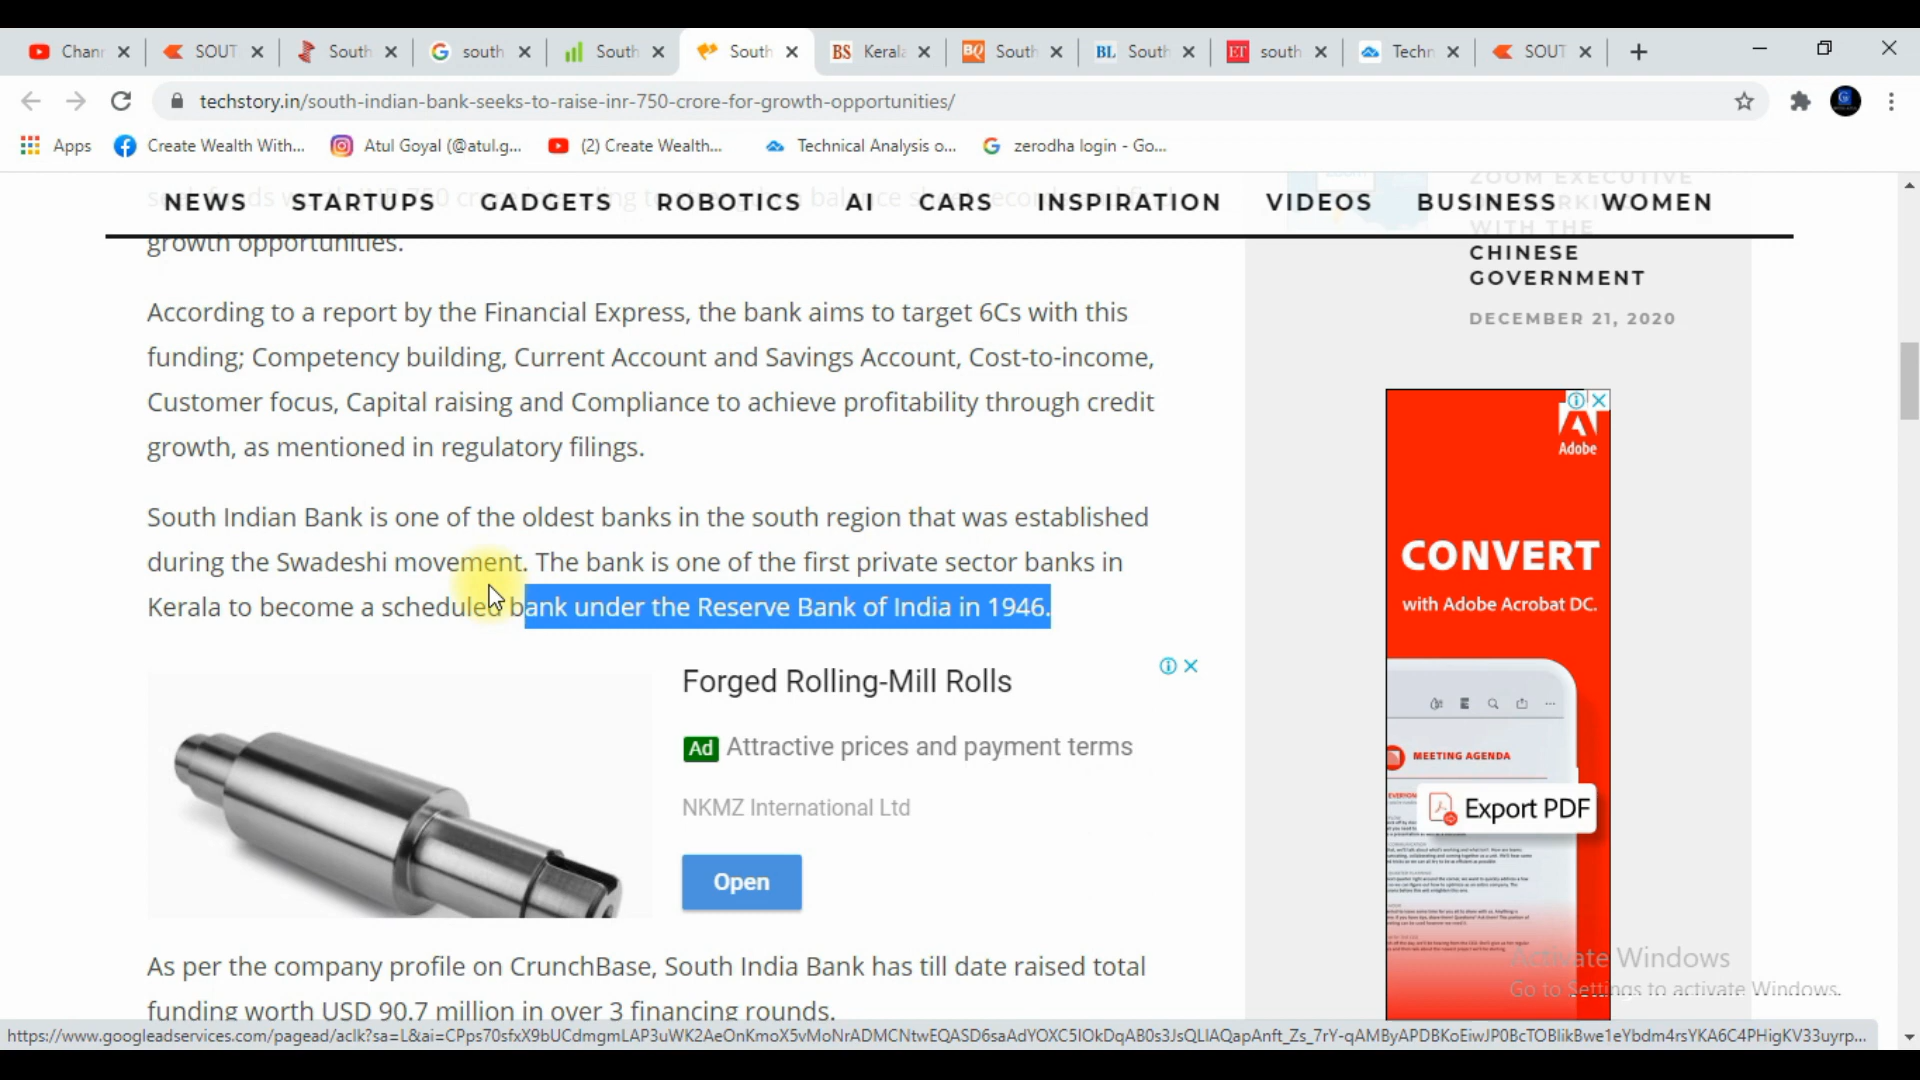 Chann
SOUT
South
south
South
South
Kerala
South
South
south
Techn
SOUT
techstory.in/south-indian-bank-seeks-to-raise-inr-750-crore-for-growth-opportunities/
Apps
Create Wealth With...
Atul Goyal (@atul.g...
(2) Create Wealth...
Technical Analysis o...
zerodha login - Go...
NEWS STARTUPS GADGETS ROBOTICS AI CARS INSPIRATION VIDEOS BUSINESS WOMEN
growth opportunities.
According to a report by the Financial Express, the bank aims to target 6Cs with this
funding; Competency building, Current Account and Savings Account, Cost-to-income,
Customer focus, Capital raising and Compliance to achieve profitability through credit
growth, as mentioned in regulatory filings.
South Indian Bank is one of the oldest banks in the south region that was established
during the Swadeshi movement. The bank is one of the first private sector banks in
Kerala to become a scheduled bank under the Reserve Bank of India in 1946.
Forged Rolling-Mill Rolls
Ad Attractive prices and payment terms
NKMZ International Ltd
Open
As per the company profile on CrunchBase, South India Bank has till date raised total
funding worth USD 90.7 million in over 3 financing rounds.
ZOOM EXECUTIVE
WITH THE
CHINESE
GOVERNMENT
DECEMBER 21, 2020
Adobe
CONVERT
with Adobe Acrobat DC.
MEETING AGENDA
Export PDF
Activate Windows
Go to Settings to activate Windows.